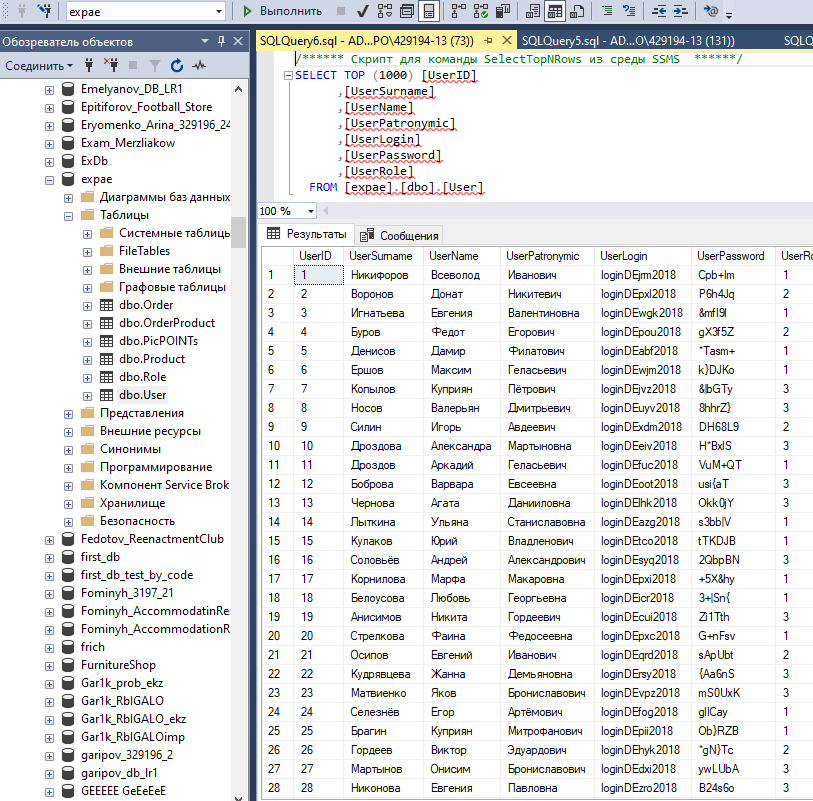 expae
Выполнить
Обозреватель объектов
Соединить
Emelyanov_DB_LR1
Epitiforov_Football_Store
Eryomenko_Arina_329196_24
Exam_Merzliakow
ExDb
expae
Диаграммы баз данных
Таблицы
Системные таблицы
FileTables
Внешние таблицы
Графовые таблицы
dbo.Order
dbo.OrderProduct
dbo.PicPOINTs
dbo.Product
dbo.Role
dbo.User
Представления
Внешние ресурсы
Синонимы
Программирование
Компонент Service Brok
Хранилище
Безопасность
Fedotov_ReenactmentClub
first_db
first_db_test_by_code
Fominyh_3197_21
Fominyh_AccommodatinRe
Fominyh_AccommodationR
frich
FurnitureShop
Gar1k_prob_ekz
Gar1k_RblGALO
Gar1k_RblGALO_ekz
Gar1k_RblGALOimp
garipov_329196_2
garipov_db_lr1
GEEEEE GeEeEeE
SQLQuery6.sql - AD...PO\429194-13 (73))* SQLQuery5.sql - AD...O\429194-13 (131)) SQLQ
/****** Скрипт для команды SelectTopNRows из среды SSMS ******/
SELECT TOP (1000) [UserID]
,[UserSurname]
,[UserName]
,[UserPatronymic]
,[UserLogin]
,[UserPassword]
,[UserRole]
FROM [expae].[dbo].[User]
100 %
Результаты Сообщения
UserID UserSurname UserName UserPatronymic UserLogin UserPassword UserRo
1 1 Никифоров Всеволод Иванович loginDEjrm2018 Cpb+Im 1
2 2 Воронов Донат Никитевич loginDEpxl2018 P6h4Jq 2
3 3 Игнатьева Евгения Валентиновна loginDEwgk2018 &mfI9l 1
4 4 Буров Федот Егорович loginDEpou2018 gX3f5Z 2
5 5 Денисов Дамир Филатович loginDEabf2018 *Tasm+ 1
6 6 Ершов Максим Геласьевич loginDEwjm2018 k}DJKo 1
7 7 Копылов Куприян Пётрович loginDEjvz2018 &|bGTy 3
8 8 Носов Валерьян Дмитрьевич loginDEuyv2018 8hhrZ} 3
9 9 Силин Игорь Авдеевич loginDExdm2018 DH68L9 2
10 10 Дроздова Александра Мартыновна loginDEeiv2018 H*BxlS 3
11 11 Дроздов Аркадий Геласьевич loginDEfuc2018 VuM+QT 1
12 12 Боброва Варвара Евсеевна loginDEoot2018 usi{aT 3
13 13 Чернова Агата Данииловна loginDElhk2018 Okk0jY 3
14 14 Лыткина Ульяна Станиславовна loginDEazg2018 s3bb|V 1
15 15 Кулаков Юрий Владленович loginDEtco2018 tTKDJB 1
16 16 Соловьёв Андрей Александрович loginDEsyq2018 2QbpBN 3
17 17 Корнилова Марфа Макаровна loginDEpxi2018 +5X&hy 1
18 18 Белоусова Любовь Георгьевна loginDEicr2018 3+|Sn{ 1
19 19 Анисимов Никита Гордеевич loginDEcui2018 Zi1Tth 3
20 20 Стрелкова Фаина Федосеевна loginDEpxc2018 G+nFsv 1
21 21 Осипов Евгений Иванович loginDEqrd2018 sApUbt 2
22 22 Кудрявцева Жанна Демьяновна loginDErsy2018 {Aa6nS 3
23 23 Матвиенко Яков Брониславович loginDEvpz2018 mS0UxK 3
24 24 Селезнёв Егор Артёмович loginDEfog2018 glICay 1
25 25 Брагин Куприян Митрофанович loginDEpii2018 Ob}RZB 1
26 26 Гордеев Виктор Эдуардович loginDEhyk2018 *gN}Tc 2
27 27 Мартынов Онисим Брониславович loginDEdxi2018 ywLUbA 3
28 28 Никонова Евгения Павловна loginDEzro2018 B24s6o 3